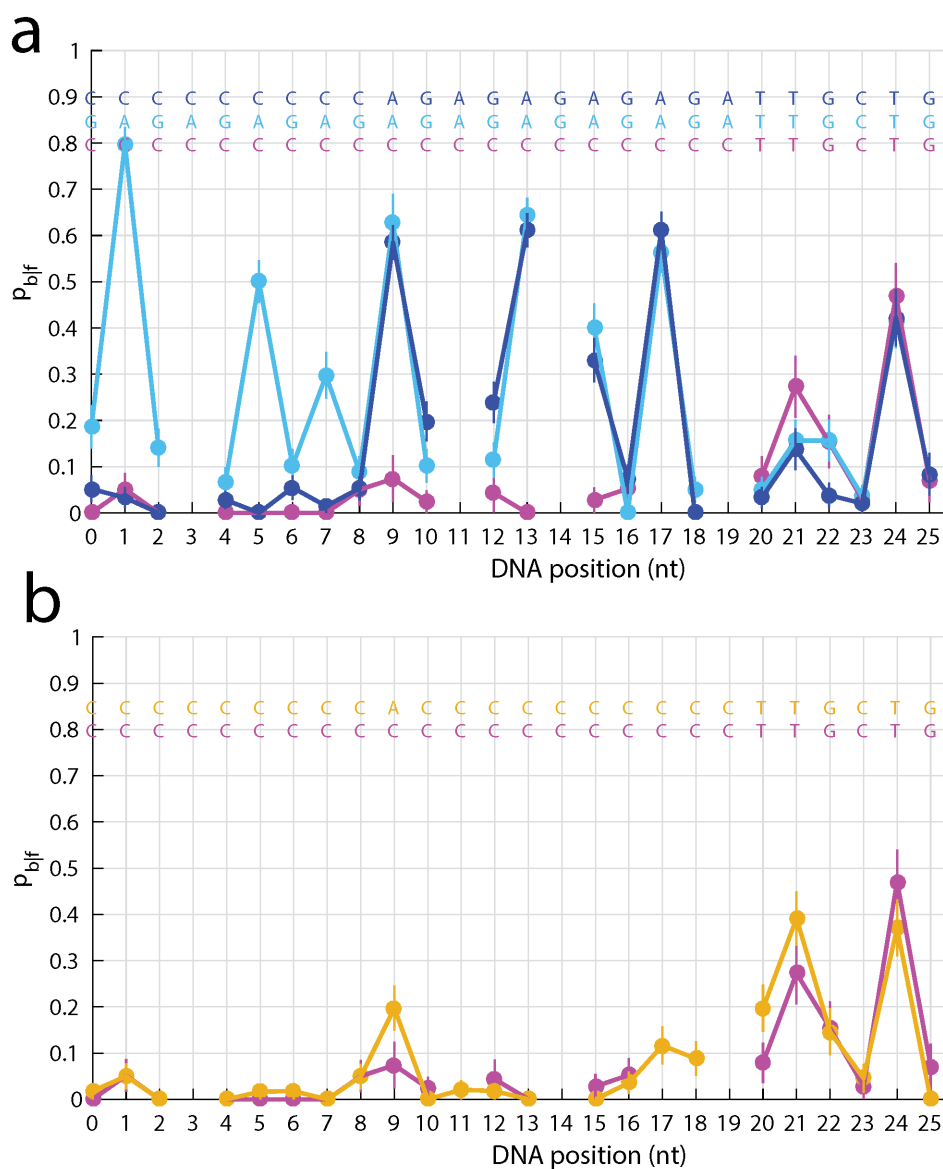 a
1
0.9
C C C C C C C C C A G A G A G A G A G A T T G C T G
G A G A G A G A G A G A G A G A G A G A T T G C T G
0.8
C C C C C C C C C C C C C C C C C C C C T T G C T G
0.7
0.6
p_b|f
0.5
0.4
0.3
0.2
0.1
0
0 1 2 3 4 5 6 7 8 9 10 11 12 13 14 15 16 17 18 19 20 21 22 23 24 25
DNA position (nt)
b
1
0.9
C C C C C C C C C A C C C C C C C C C C T T G C T G
0.8
C C C C C C C C C C C C C C C C C C C C T T G C T G
0.7
0.6
p_b|f
0.5
0.4
0.3
0.2
0.1
0
0 1 2 3 4 5 6 7 8 9 10 11 12 13 14 15 16 17 18 19 20 21 22 23 24 25
DNA position (nt)